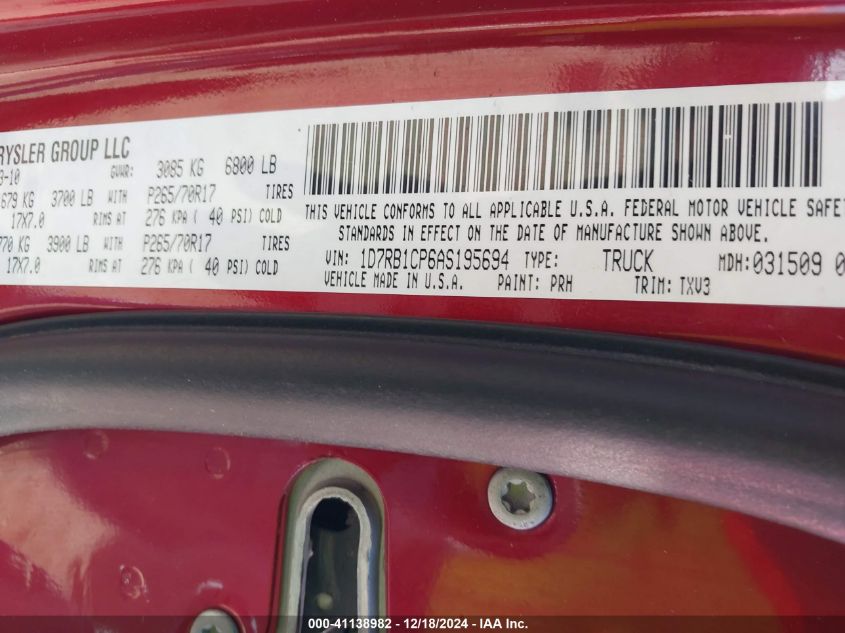 RYSLER GROUP LLC
3-10 GVWR: 3085 KG 6800 LB
679 KG 3700 LB WITH P265/70R17 TIRES
17X7.0 RIMS AT 276 KPA ( 40 PSI) COLD
770 KG 3900 LB WITH P265/70R17 TIRES
17X7.0 RIMS AT 276 KPA ( 40 PSI) COLD
THIS VEHICLE CONFORMS TO ALL APPLICABLE U.S.A. FEDERAL MOTOR VEHICLE SAFE
STANDARDS IN EFFECT ON THE DATE OF MANUFACTURE SHOWN ABOVE.
VIN: 1D7RB1CP6AS195694 TYPE: TRUCK MDH:031509 0
VEHICLE MADE IN U.S.A. PAINT: PRH TRIM: TXV3
000-41138982 - 12/18/2024 - IAA Inc.